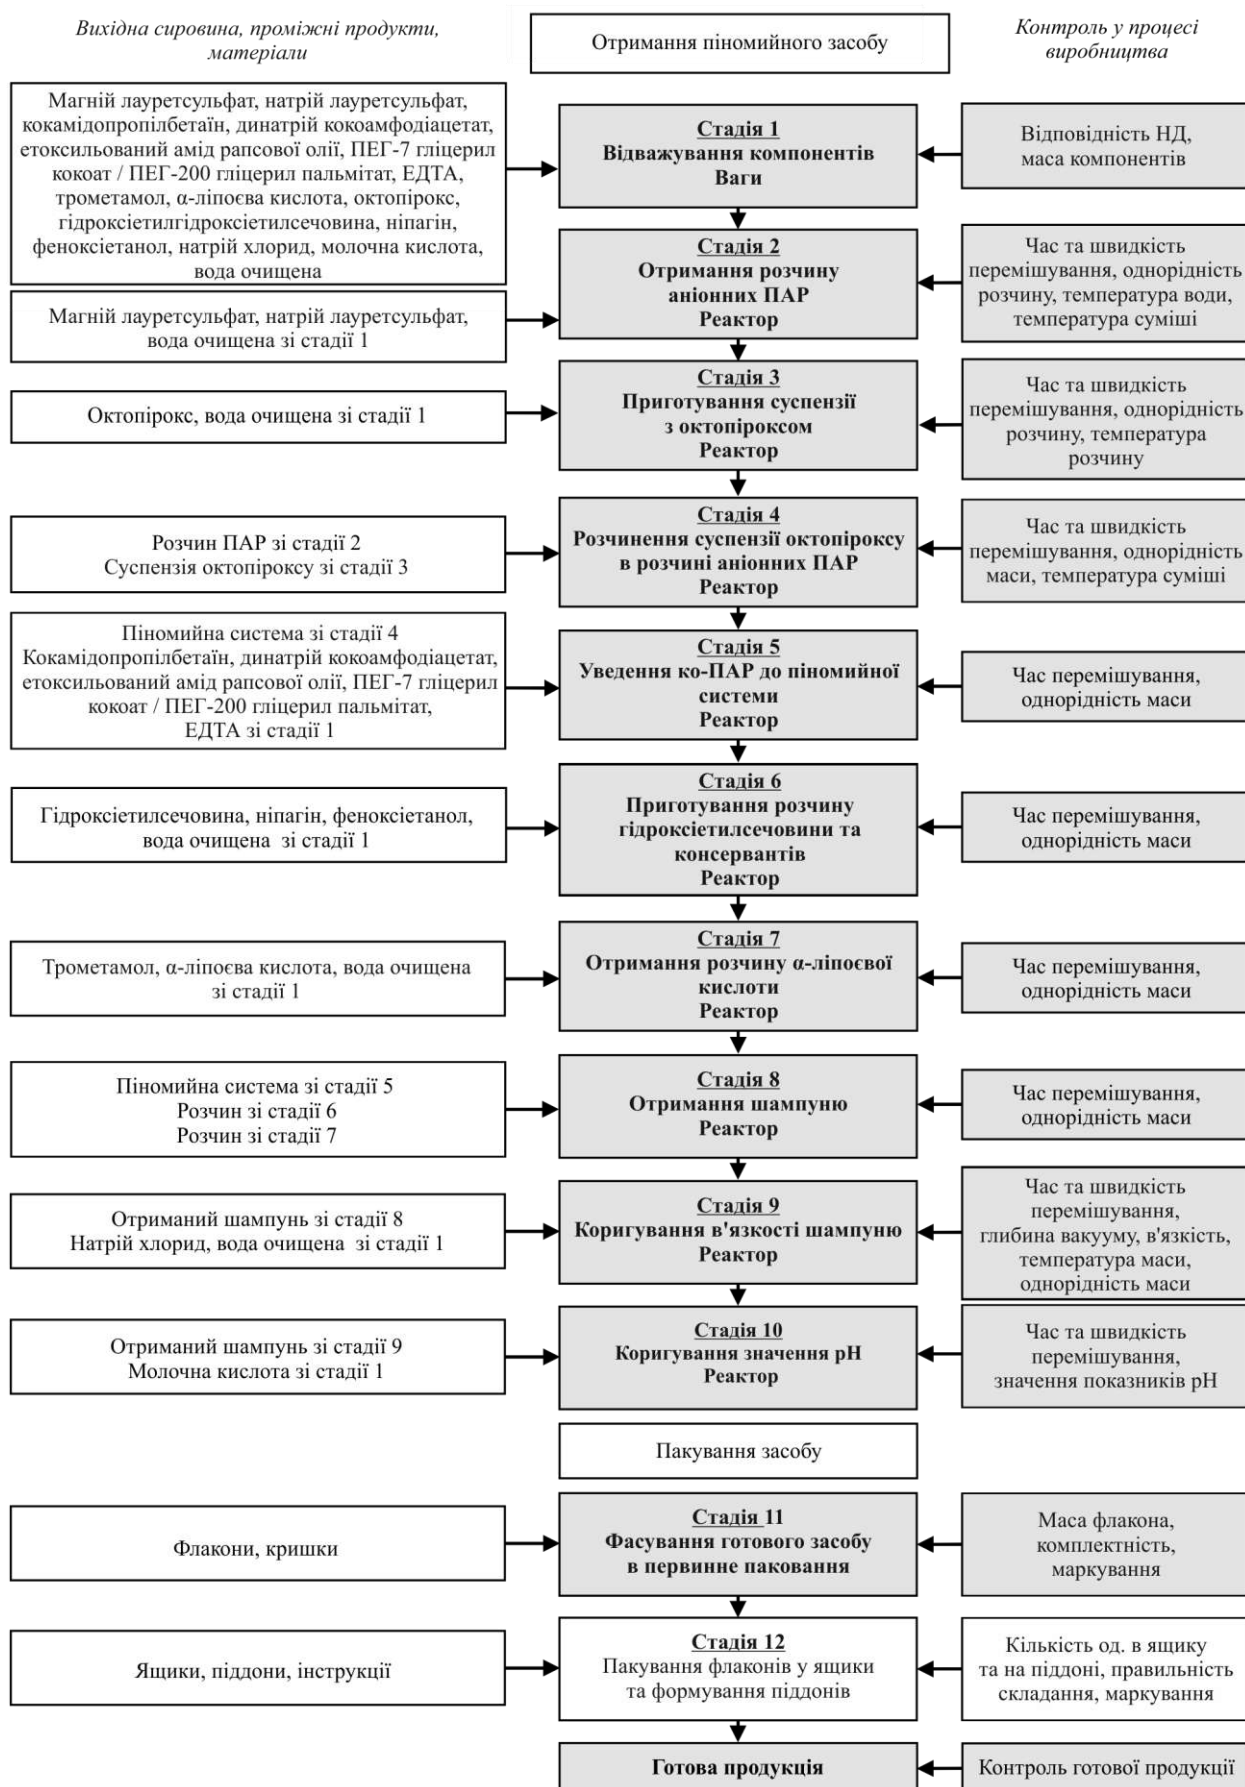 Вихідна сировина, проміжні продукти,
матеріали
Отримання піномийного засобу
Контроль у процесі
виробництва
Магній лауретсульфат, натрій лауретсульфат,
кокамідопропілбетаїн, динатрій кокоамфодіацетат,
етоксильований амід рапсової олії, ПЕГ-7 гліцерил
кокоат / ПЕГ-200 гліцерил пальмітат, ЕДТА,
трометамол, α-ліпоєва кислота, октопірокс,
гідроксіетилгідроксіетилсечовина, ніпагін,
феноксіетанол, натрій хлорид, молочна кислота,
вода очищена
Стадія 1
Відважування компонентів
Ваги
Відповідність НД,
маса компонентів
Магній лауретсульфат, натрій лауретсульфат,
вода очищена зі стадії 1
Стадія 2
Отримання розчину
аніонних ПАР
Реактор
Час та швидкість
перемішування, однорідність
розчину, температура води,
температура суміші
Октопірокс, вода очищена зі стадії 1
Стадія 3
Приготування суспензії
з октопіроксом
Реактор
Час та швидкість
перемішування, однорідність
розчину, температура
розчину
Розчин ПАР зі стадії 2
Суспензія октопіроксу зі стадії 3
Стадія 4
Розчинення суспензії октопіроксу
в розчині аніонних ПАР
Реактор
Час та швидкість
перемішування, однорідність
маси, температура суміші
Піномийна система зі стадії 4
Кокамідопропілбетаїн, динатрій кокоамфодіацетат,
етоксильований амід рапсової олії, ПЕГ-7 гліцерил
кокоат / ПЕГ-200 гліцерил пальмітат,
ЕДТА зі стадії 1
Стадія 5
Уведення ко-ПАР до піномийної
системи
Реактор
Час перемішування,
однорідність маси
Гідроксіетилсечовина, ніпагін, феноксіетанол,
вода очищена зі стадії 1
Стадія 6
Приготування розчину
гідроксіетилсечовини та
консервантів
Реактор
Час перемішування,
однорідність маси
Трометамол, α-ліпоєва кислота, вода очищена
зі стадії 1
Стадія 7
Отримання розчину α-ліпоєвої
кислоти
Реактор
Час перемішування,
однорідність маси
Піномийна система зі стадії 5
Розчин зі стадії 6
Розчин зі стадії 7
Стадія 8
Отримання шампуню
Реактор
Час перемішування,
однорідність маси
Отриманий шампунь зі стадії 8
Натрій хлорид, вода очищена зі стадії 1
Стадія 9
Коригування в'язкості шампуню
Реактор
Час та швидкість
перемішування,
глибина вакууму, в'язкість,
температура маси,
однорідність маси
Отриманий шампунь зі стадії 9
Молочна кислота зі стадії 1
Стадія 10
Коригування значення рН
Реактор
Час та швидкість
перемішування,
значення показників рН
Пакування засобу
Флакони, кришки
Стадія 11
Фасування готового засобу
в первинне паковання
Маса флакона,
комплектність,
маркування
Ящики, піддони, інструкції
Стадія 12
Пакування флаконів у ящики
та формування піддонів
Кількість од. в ящику
та на піддоні, правильність
складання, маркування
Готова продукція
Контроль готової продукції